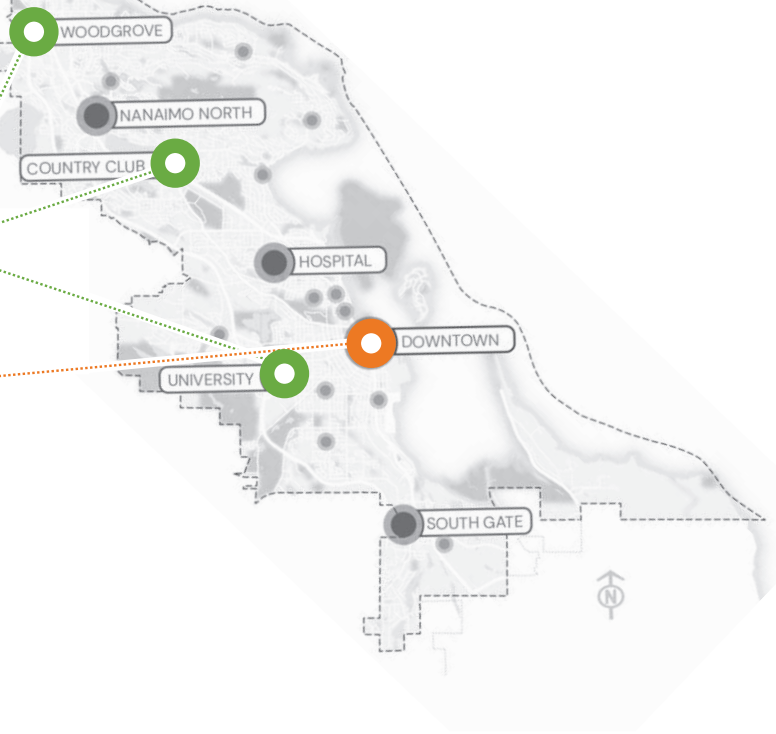 WOODGROVE
NANAIMO NORTH
COUNTRY CLUB
HOSPITAL
DOWNTOWN
UNIVERSITY
SOUTH GATE
N